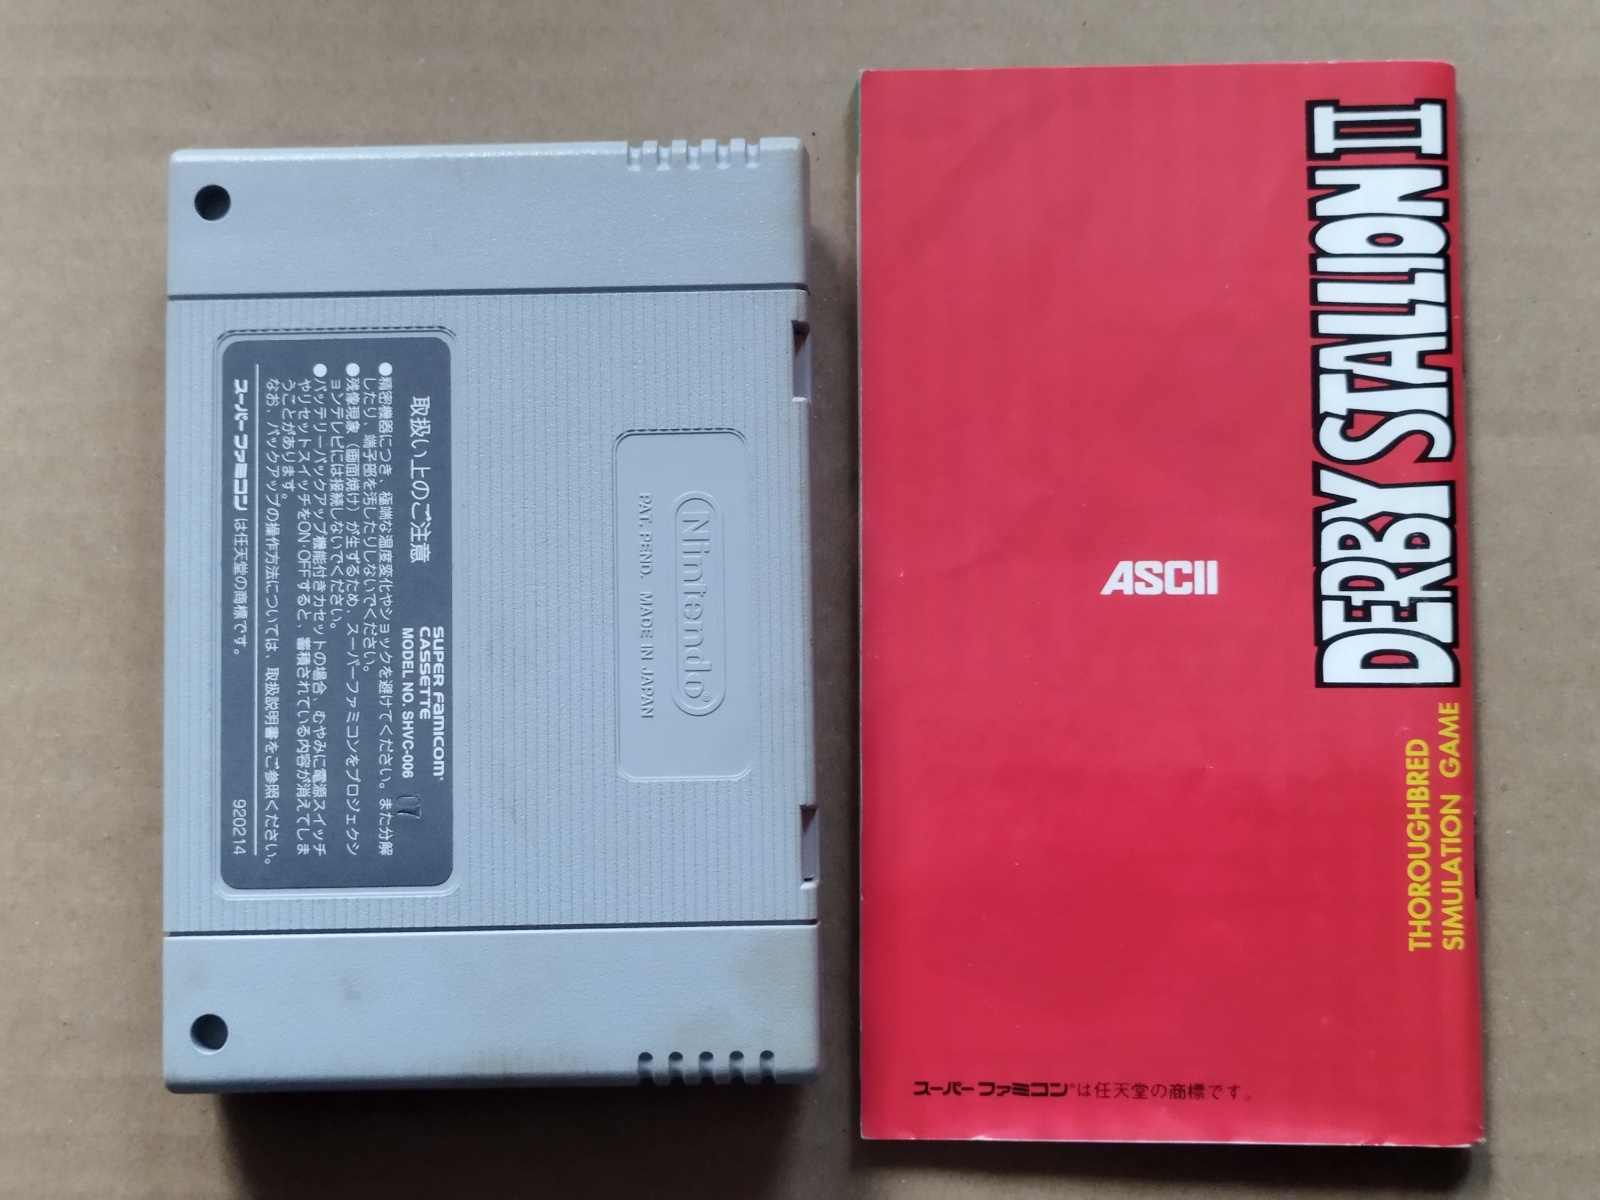 取扱い上のご注意
SUPER FAMICOM
CASSETTE
MODEL NO. SHVC-006
07
●精密機器につき、極端な温度変化やショックを避けてください。また分解
したり、端子部を汚したりしないでください。
●残像現象（画面焼け）が生ずるため、スーパーファミコンをプロジェクシ
ョンテレビには接続しないでください。
●バッテリーバックアップ機能付きカセットの場合、むやみに電源スイッチ
やリセットスイッチをON·OFFすると、蓄積されている内容が消えてしま
うことがあります。
なお、バックアップの操作方法については、取扱説明書をご参照ください。
スーパーファミコンは任天堂の商標です。
920214
Nintendo®
PAT. PEND. MADE IN JAPAN
DERBY STALLION II
THOROUGHBRED
SIMULATION GAME
ASCII
スーパーファミコン®は任天堂の商標です。